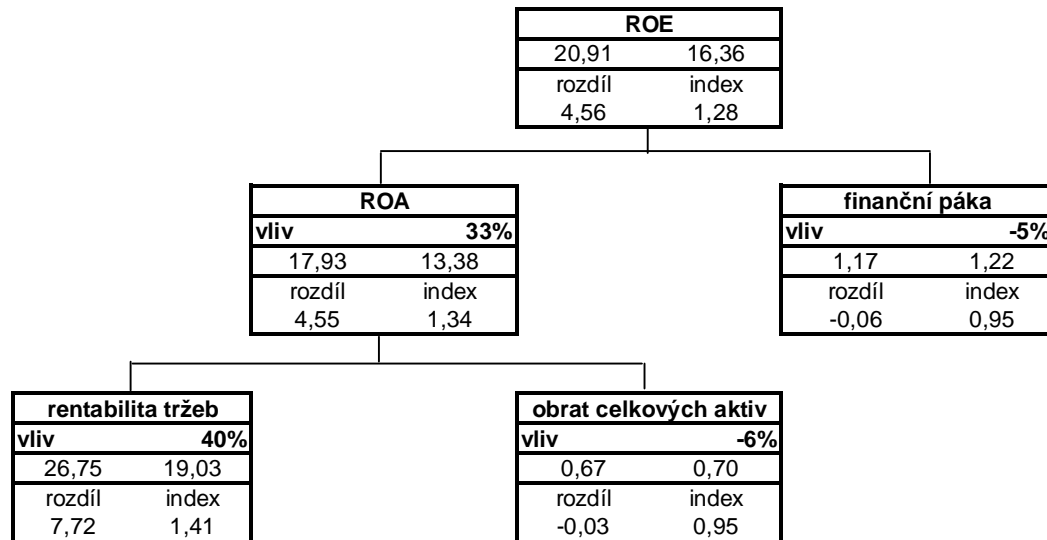 ROE
20,91 16,36
rozdíl index
4,56 1,28
ROA
vliv 33%
17,93 13,38
rozdíl index
4,55 1,34
finanční páka
vliv -5%
1,17 1,22
rozdíl index
-0,06 0,95
rentabilita tržeb
vliv 40%
26,75 19,03
rozdíl index
7,72 1,41
obrat celkových aktiv
vliv -6%
0,67 0,70
rozdíl index
-0,03 0,95